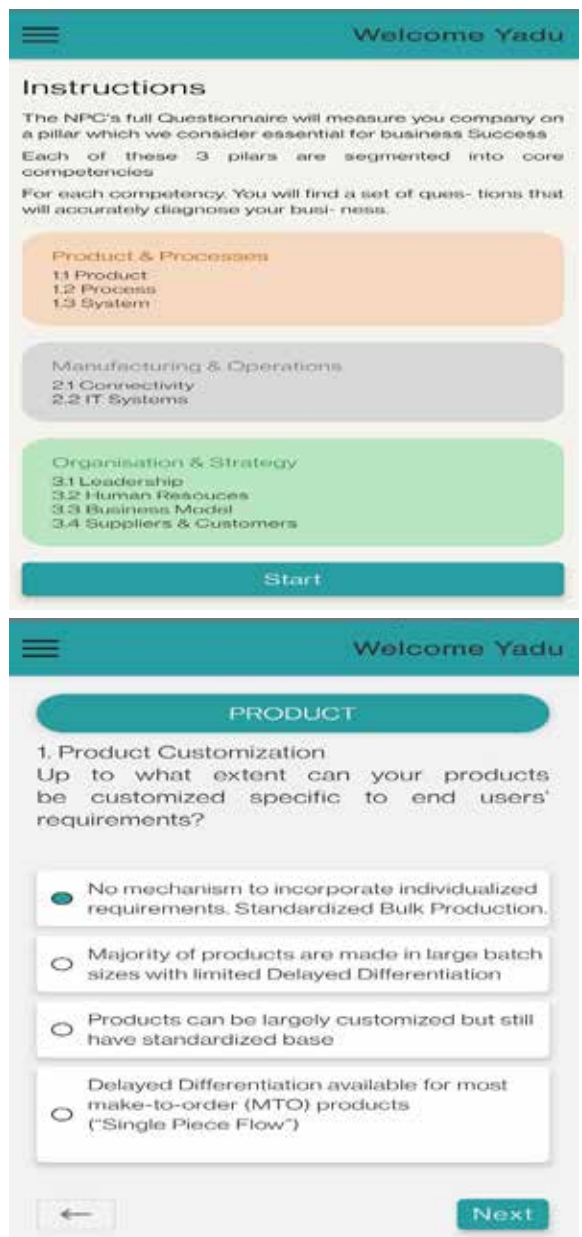 Welcome Yadu
Instructions
The NPC's full Questionnaire will measure you company on
a pillar which we consider essential for business Success
Each of these 3 pilars are segmented into core
competencies
For each competency. You will find a set of ques- tions that
will accurately diagnose your busi- ness.
Product & Processes
1.1 Product
1.2 Process
1.3 System
Manufacturing & Operations
2.1 Connectivity
2.2 IT Systems
Organisation & Strategy
3.1 Leadership
3.2 Human Resouces
3.3 Business Model
3.4 Suppliers & Customers
Start
Welcome Yadu
PRODUCT
1. Product Customization
Up to what extent can your products
be customized specific to end users'
requirements?
No mechanism to incorporate individualized
requirements. Standardized Bulk Production.
Majority of products are made in large batch
sizes with limited Delayed Differentiation
Products can be largely customized but still
have standardized base
Delayed Differentiation available for most
make-to-order (MTO) products
("Single Piece Flow")
Next